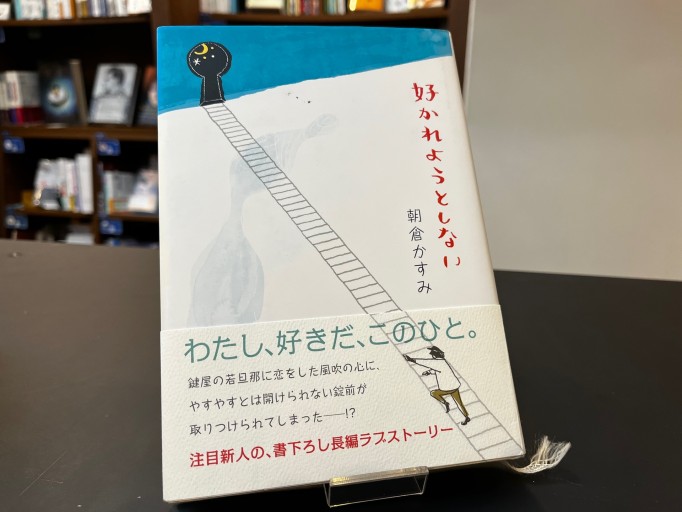 好かれようとしない
朝倉かすみ
わたし、好きだ、このひと。
鍵屋の若旦那に恋をした風吹の心に、
やすやすとは開けられない錠前が
取りつけられてしまった──!?
注目新人の、書下ろし長編ラブストーリー